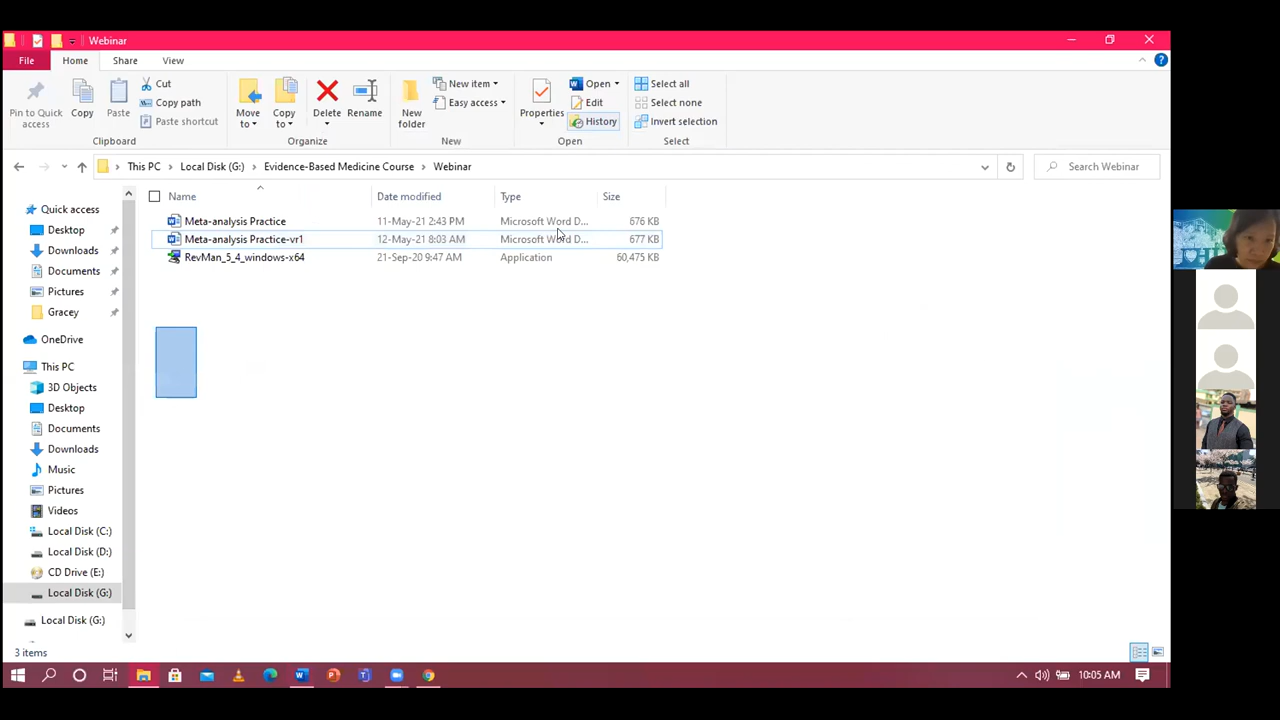 Webinar
File Home Share View
Pin to Quick access
Copy
Paste
Cut
Copy path
Paste shortcut
Clipboard
Move to
Copy to
Delete
Rename
Organize
New folder
New item
Easy access
New
Properties
Open
Edit
History
Open
Select all
Select none
Invert selection
Select
This PC > Local Disk (G:) > Evidence-Based Medicine Course > Webinar
Search Webinar
Name Date modified Type Size
Meta-analysis Practice 11-May-21 2:43 PM Microsoft Word D... 676 KB
Meta-analysis Practice-vr1 12-May-21 8:03 AM Microsoft Word D... 677 KB
RevMan_5_4_windows-x64 21-Sep-20 9:47 AM Application 60,475 KB
Quick access
Desktop
Downloads
Documents
Pictures
Gracey
OneDrive
This PC
3D Objects
Desktop
Documents
Downloads
Music
Pictures
Videos
Local Disk (C:)
Local Disk (D:)
CD Drive (E:)
Local Disk (G:)
Local Disk (G:)
3 items
10:05 AM